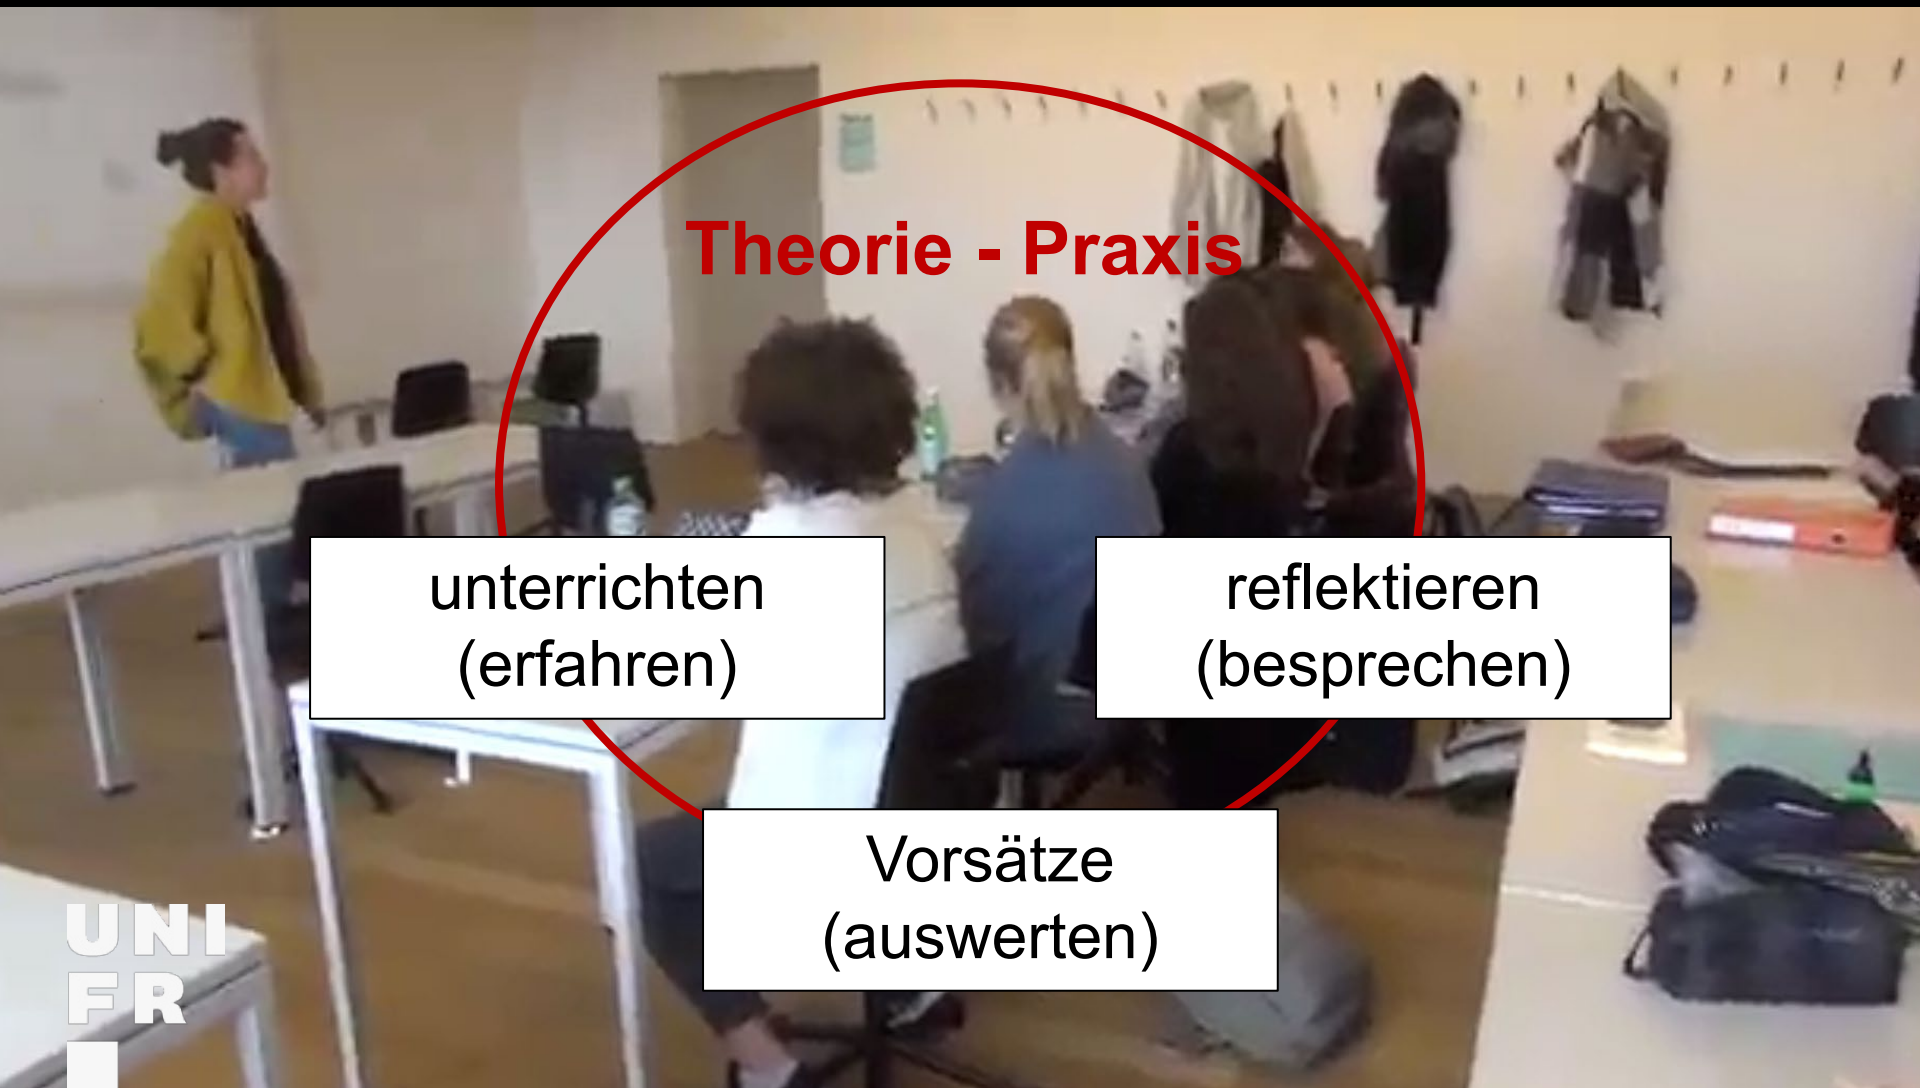 Theorie - Praxis
unterrichten
(erfahren)
reflektieren
(besprechen)
Vorsätze
(auswerten)
UNI
FR